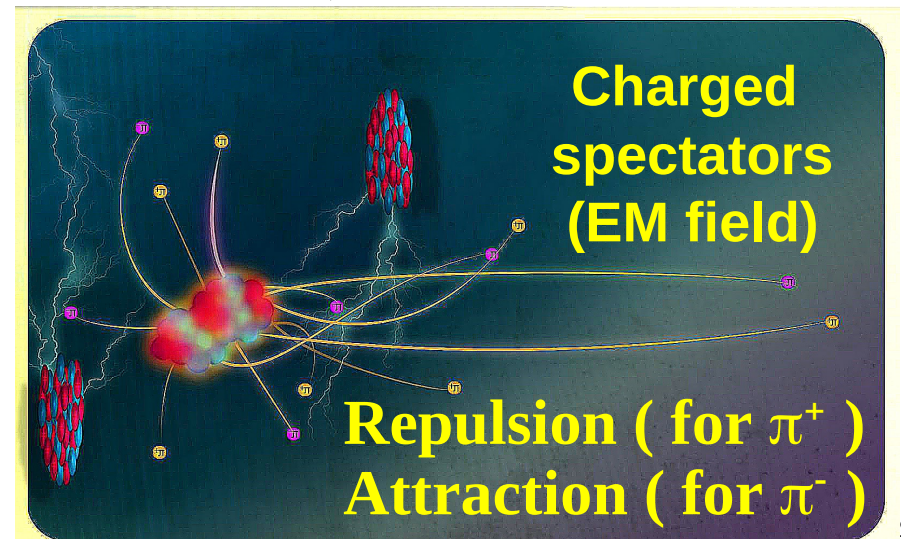 Charged
spectators
(EM field)
π
π
π
π
π
π
π
π
π
π
π
π
π
Repulsion ( for π⁺ )
Attraction ( for π⁻ )